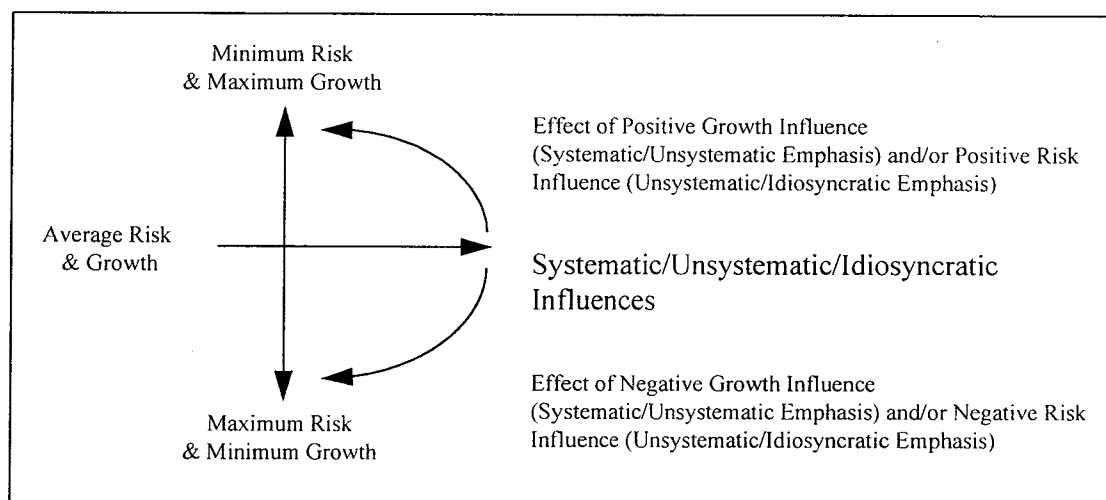 Minimum Risk
& Maximum Growth
Effect of Positive Growth Influence
(Systematic/Unsystematic Emphasis) and/or Positive Risk
Influence (Unsystematic/Idiosyncratic Emphasis)
Average Risk
& Growth
Systematic/Unsystematic/Idiosyncratic
Influences
Effect of Negative Growth Influence
(Systematic/Unsystematic Emphasis) and/or Negative Risk
Influence (Unsystematic/Idiosyncratic Emphasis)
Maximum Risk
& Minimum Growth